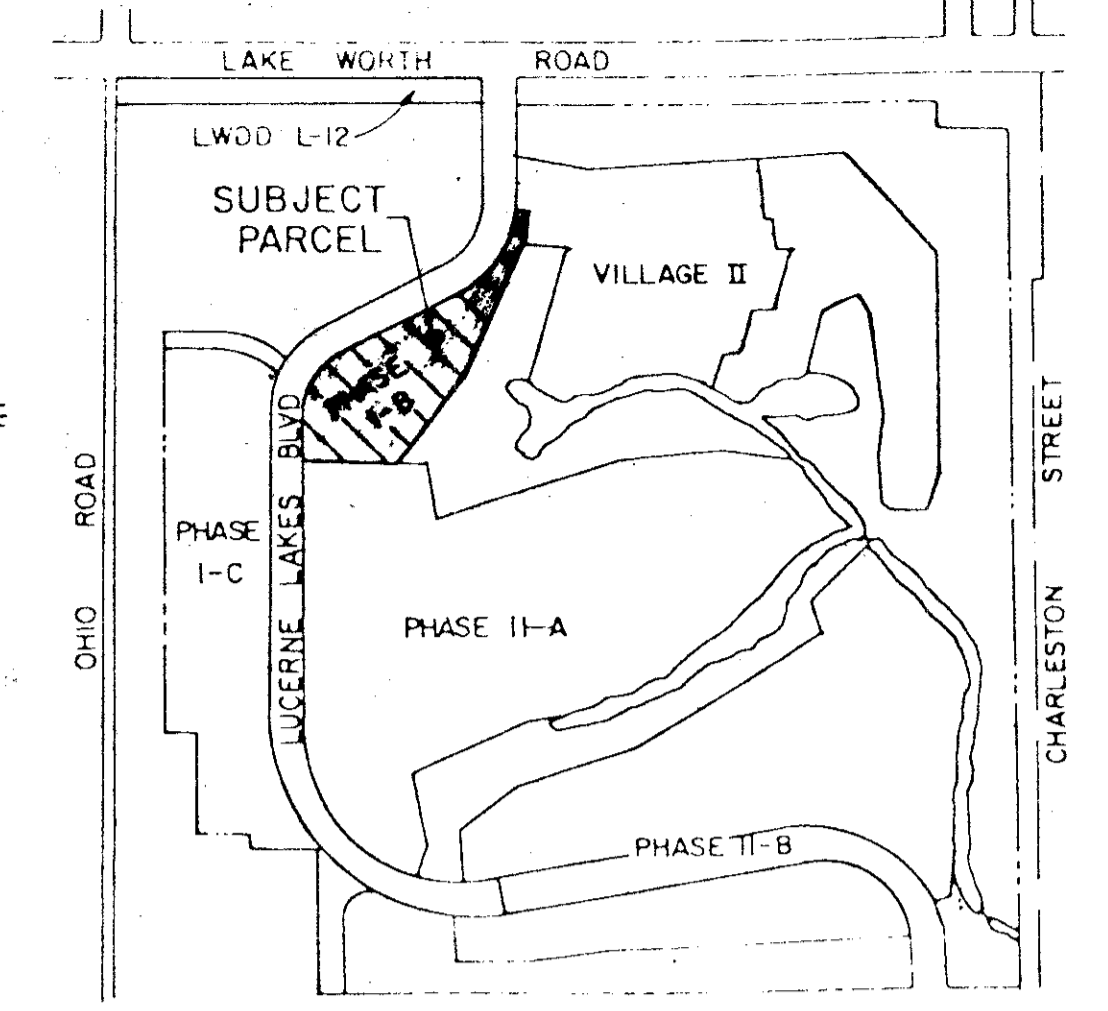 LAKE WORTH ROAD
LWDD L-12
SUBJECT
PARCEL
VILLAGE II
PHASE
I-B
LUCERNE LAKES BLVD
OHIO ROAD
PHASE
I-C
PHASE II-A
CHARLESTON STREET
PHASE II-B